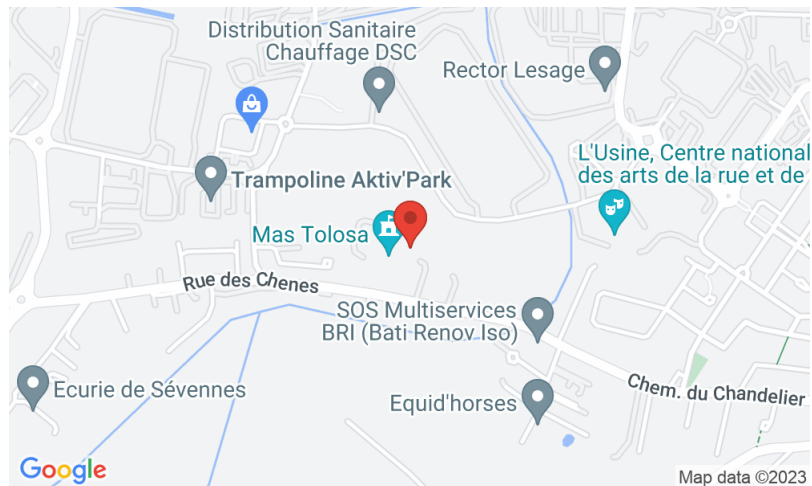 Distribution Sanitaire
Chauffage DSC
Rector Lesage
L'Usine, Centre national
des arts de la rue et de
Trampoline Aktiv'Park
Mas Tolosa
Rue des Chenes
SOS Multiservices
BRI (Bati Renov Iso)
Ecurie de Sévennes
Equid'horses
Chem. du Chandelier
Google
Map data ©2023